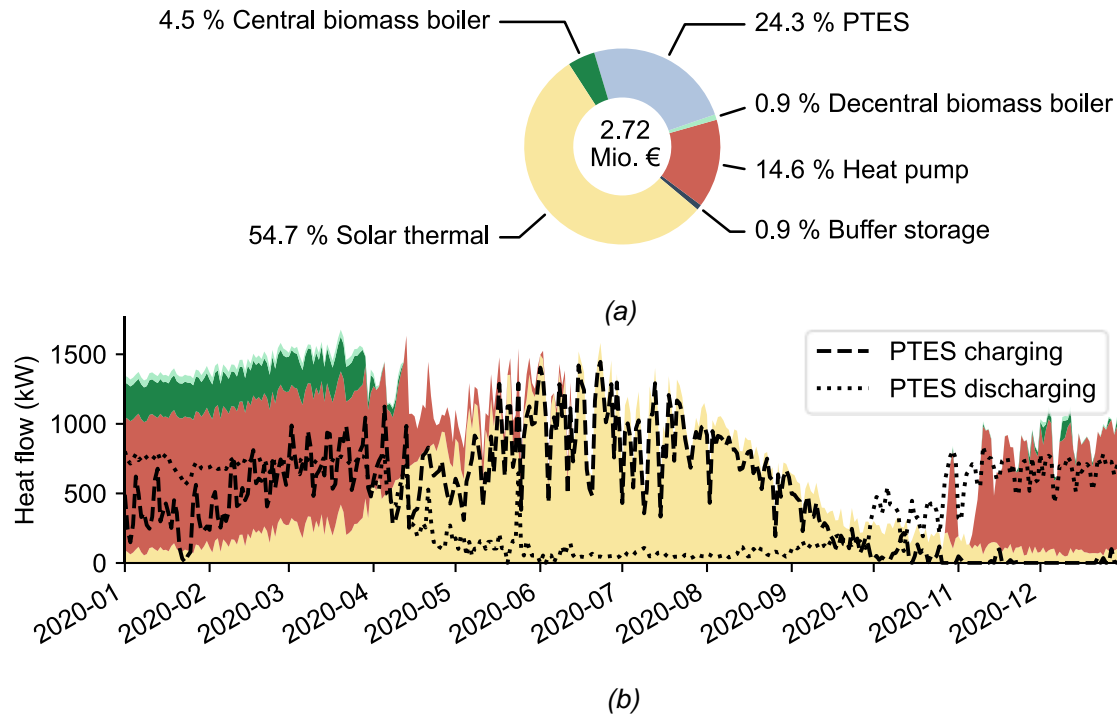 4.5 % Central biomass boiler
24.3 % PTES
0.9 % Decentral biomass boiler
2.72
Mio. €
14.6 % Heat pump
54.7 % Solar thermal
0.9 % Buffer storage
(a)
Heat flow (kW)
1500
1000
500
0
PTES charging
PTES discharging
2020-01
2020-02
2020-03
2020-04
2020-05
2020-06
2020-07
2020-08
2020-09
2020-10
2020-11
2020-12
(b)